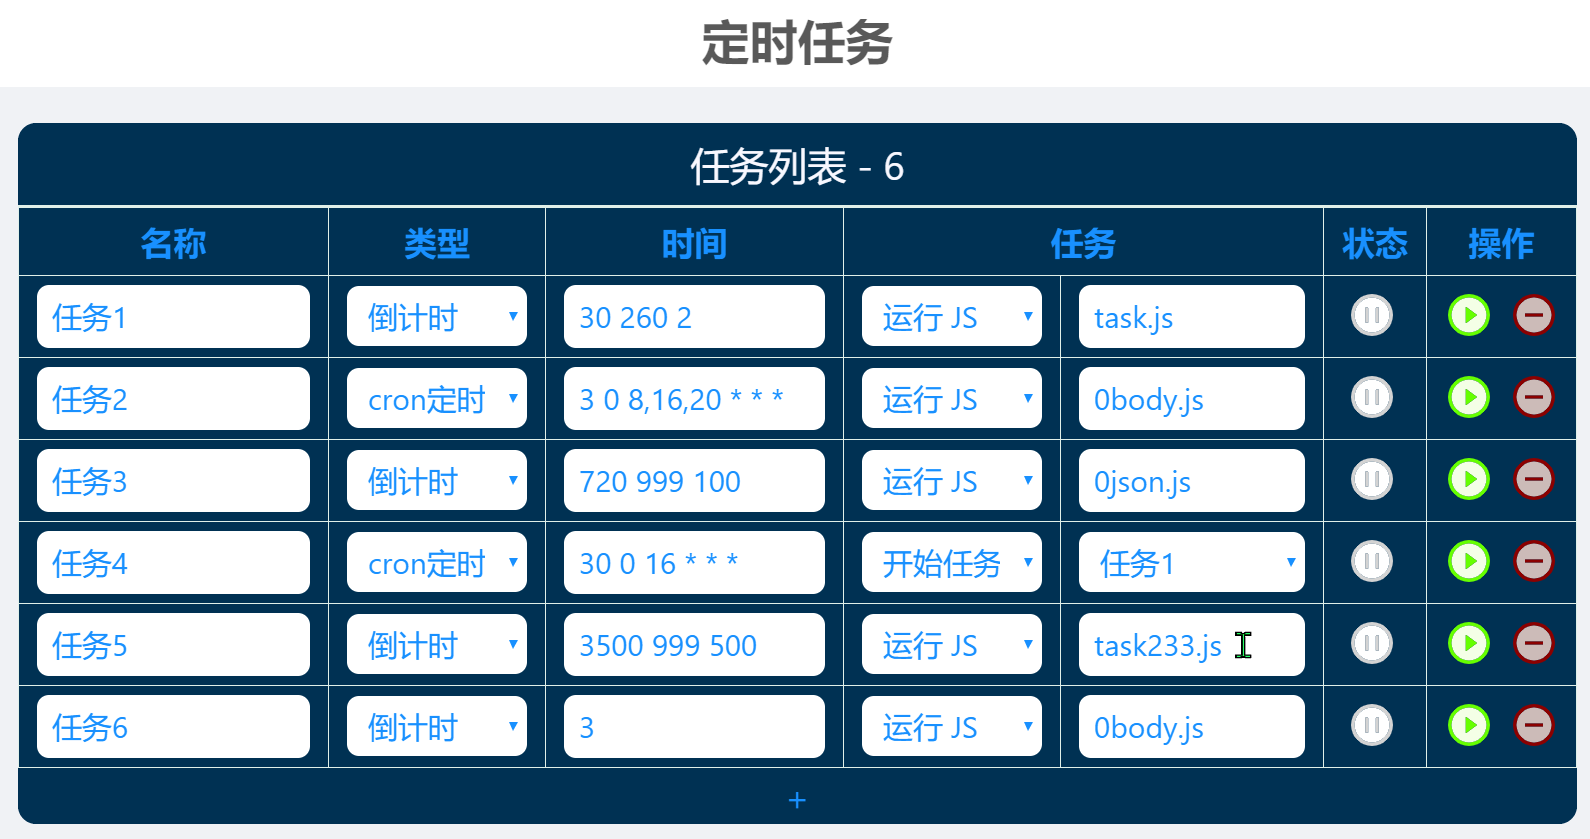 定时任务
任务列表 - 6
名称 类型 时间 任务 状态 操作
任务1 倒计时 30 260 2 运行 JS task.js
任务2 cron定时 3 0 8,16,20 * * * 运行 JS 0body.js
任务3 倒计时 720 999 100 运行 JS 0json.js
任务4 cron定时 30 0 16 * * * 开始任务 任务1
任务5 倒计时 3500 999 500 运行 JS task233.js
任务6 倒计时 3 运行 JS 0body.js
+